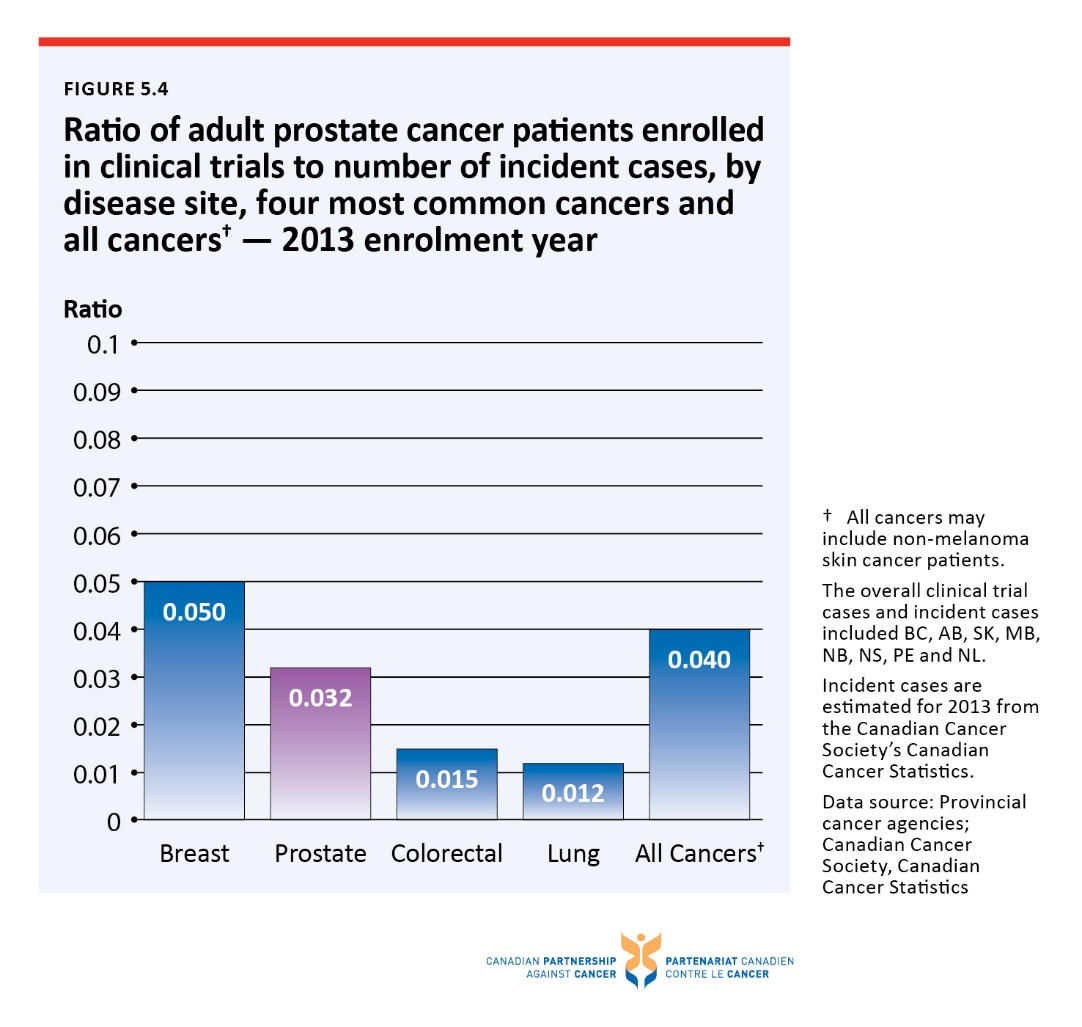 FIGURE 5.4
Ratio of adult prostate cancer patients enrolled
in clinical trials to number of incident cases, by
disease site, four most common cancers and
all cancers† — 2013 enrolment year
Ratio
0.1
0.09
0.08
0.07
0.06
0.05
0.04
0.03
0.02
0.01
0
0.050
0.032
0.015
0.012
0.040
Breast
Prostate
Colorectal
Lung
All Cancers†
† All cancers may
include non-melanoma
skin cancer patients.
The overall clinical trial
cases and incident cases
included BC, AB, SK, MB,
NB, NS, PE and NL.
Incident cases are
estimated for 2013 from
the Canadian Cancer
Society’s Canadian
Cancer Statistics.
Data source: Provincial
cancer agencies;
Canadian Cancer
Society, Canadian
Cancer Statistics
CANADIAN PARTNERSHIP
AGAINST CANCER
PARTENARIAT CANADIEN
CONTRE LE CANCER